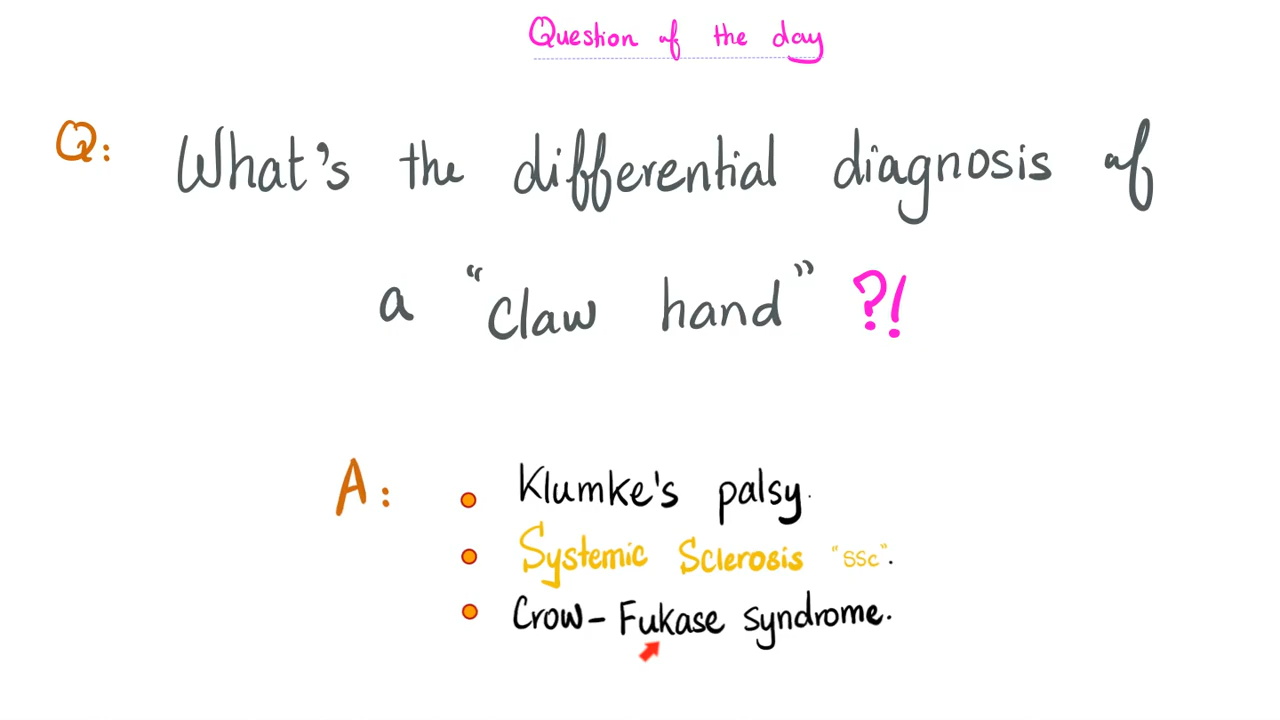 Question of the day
Q: What's the differential diagnosis of
a "claw hand" ?!
A: • Klumke's palsy.
• Systemic Sclerosis "SSc".
• Crow-Fukase syndrome.